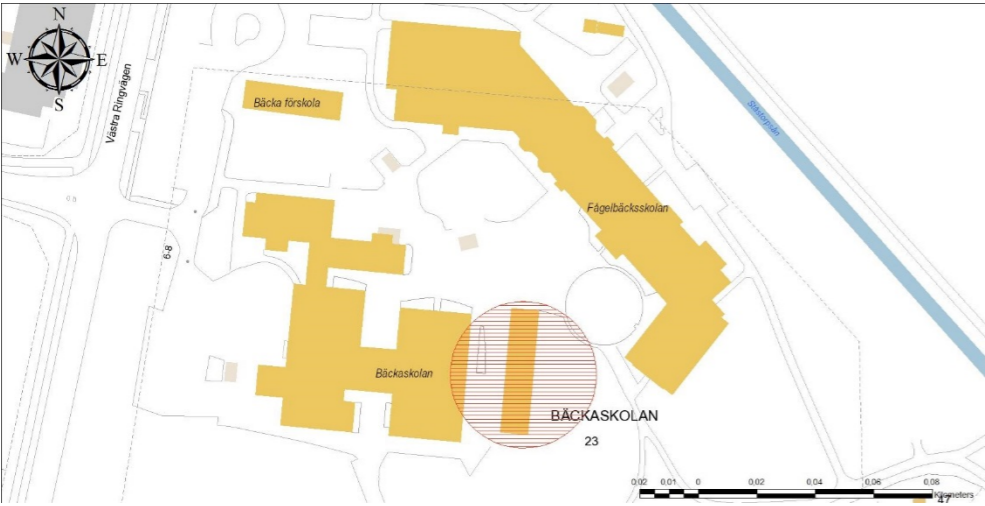 N
W E
S
Västra Ringvägen
Bäcka förskola
Sillstorpsån
Fågelbäcksskolan
6-8
Bäckaskolan
BÄCKASKOLAN
23
0,02 0,01 0 0,02 0,04 0,06 0,08
Kilometers
47